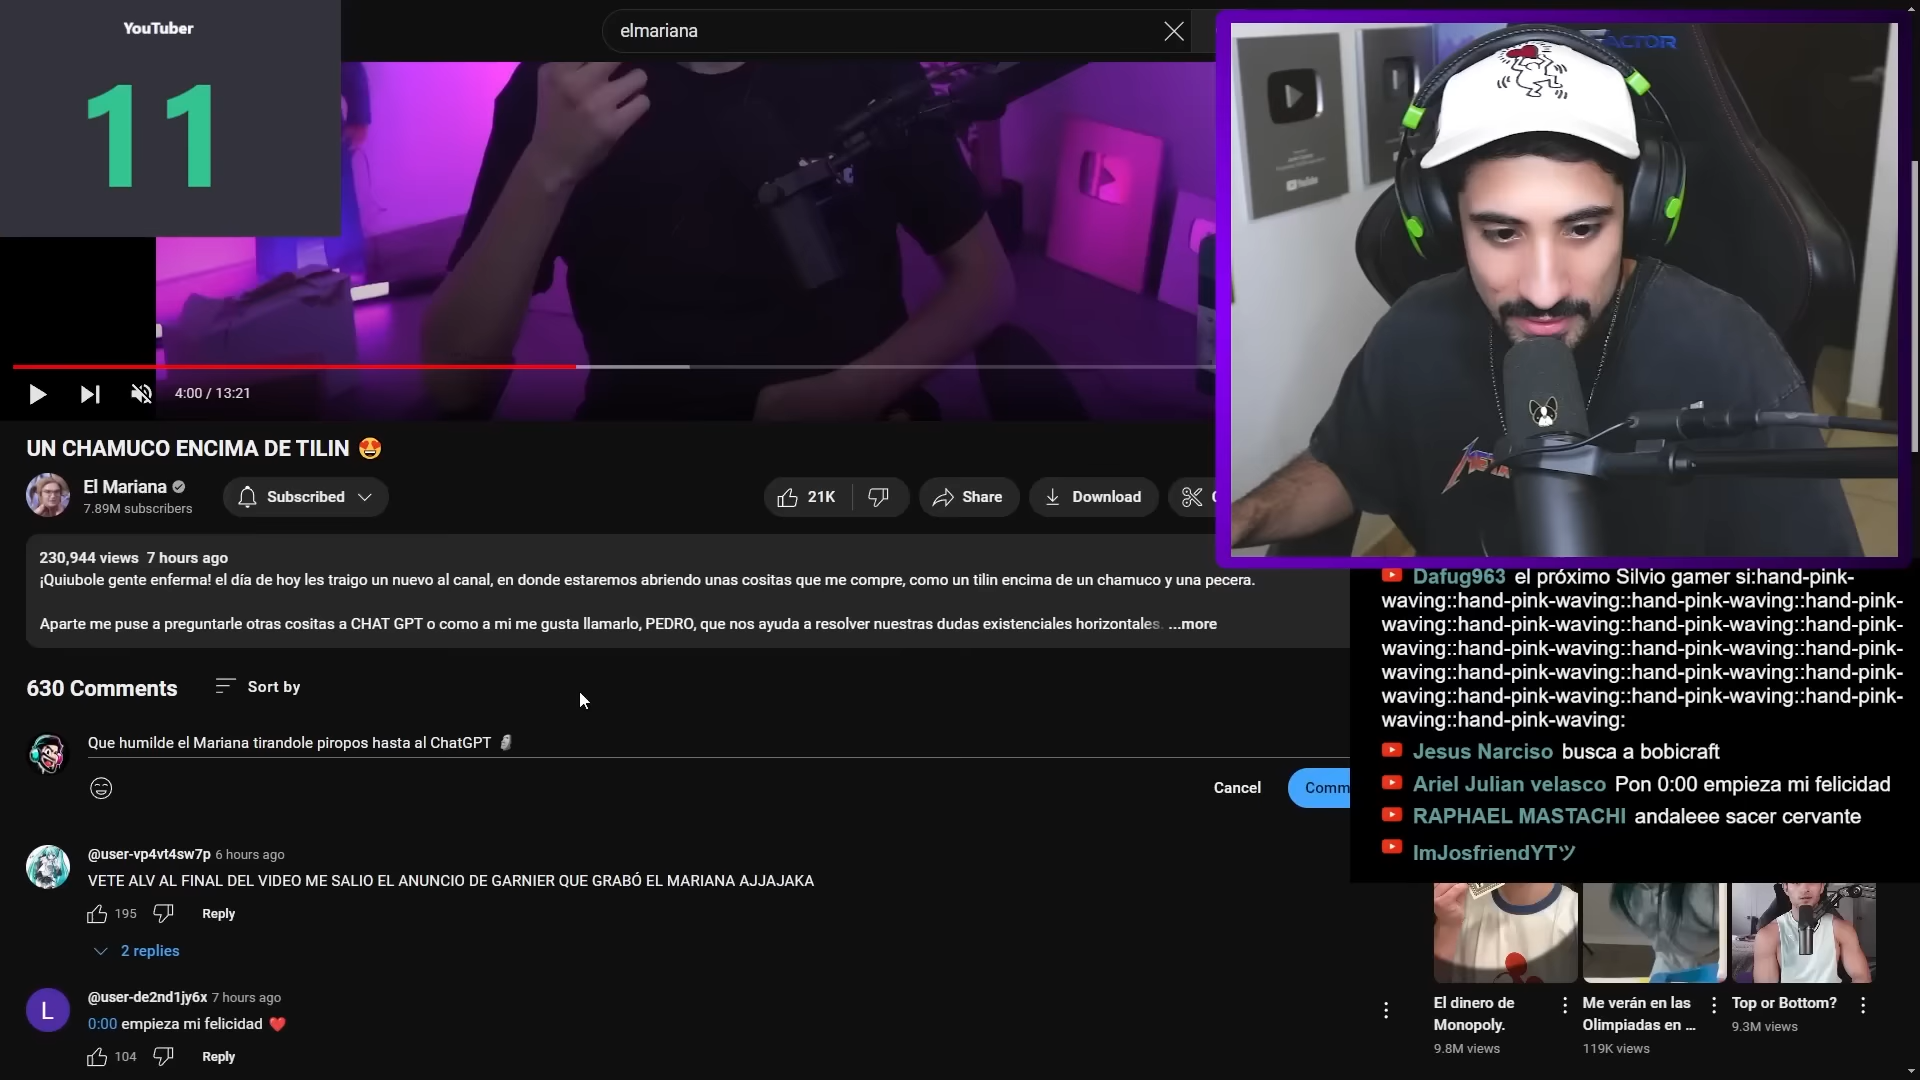 YouTuber
11
elmariana
ACTOR
YouTube
4:00 / 13:21
UN CHAMUCO ENCIMA DE TILIN 😍
El Mariana
7.89M subscribers
Subscribed
21K
Share
Download
230,944 views 7 hours ago
¡Quiubole gente enferma! el día de hoy les traigo un nuevo al canal, en donde estaremos abriendo unas cositas que me compre, como un tilin encima de un chamuco y una pecera.
Aparte me puse a preguntarle otras cositas a CHAT GPT o como a mi me gusta llamarlo, PEDRO, que nos ayuda a resolver nuestras dudas existenciales horizontales. ...more
630 Comments
Sort by
Que humilde el Mariana tirandole piropos hasta al ChatGPT 🗿
Cancel
Comm
@user-vp4vt4sw7p 6 hours ago
VETE ALV AL FINAL DEL VIDEO ME SALIO EL ANUNCIO DE GARNIER QUE GRABÓ EL MARIANA AJJAJAKA
195
Reply
2 replies
L
@user-de2nd1jy6x 7 hours ago
0:00 empieza mi felicidad ❤️
104
Reply
Dafug963 el próximo Silvio gamer si:hand-pink-
waving::hand-pink-waving::hand-pink-waving::hand-pink-
waving::hand-pink-waving::hand-pink-waving::hand-pink-
waving::hand-pink-waving::hand-pink-waving::hand-pink-
waving::hand-pink-waving::hand-pink-waving::hand-pink-
waving::hand-pink-waving::hand-pink-waving::hand-pink-
waving::hand-pink-waving:
Jesus Narciso busca a bobicraft
Ariel Julian velasco Pon 0:00 empieza mi felicidad
RAPHAEL MASTACHI andaleee sacer cervante
ImJosfriendYTツ
El dinero de
Monopoly.
9.8M views
Me verán en las
Olimpiadas en ...
119K views
Top or Bottom?
9.3M views